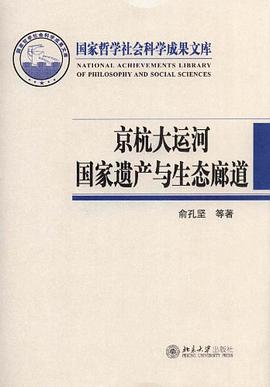 国家哲学社会科学成果文库
NATIONAL ACHIEVEMENTS LIBRARY
OF PHILOSOPHY AND SOCIAL SCIENCES
京杭大运河
国家遗产与生态廊道
俞孔坚 等著
北京大学出版社
PEKING UNIVERSITY PRESS